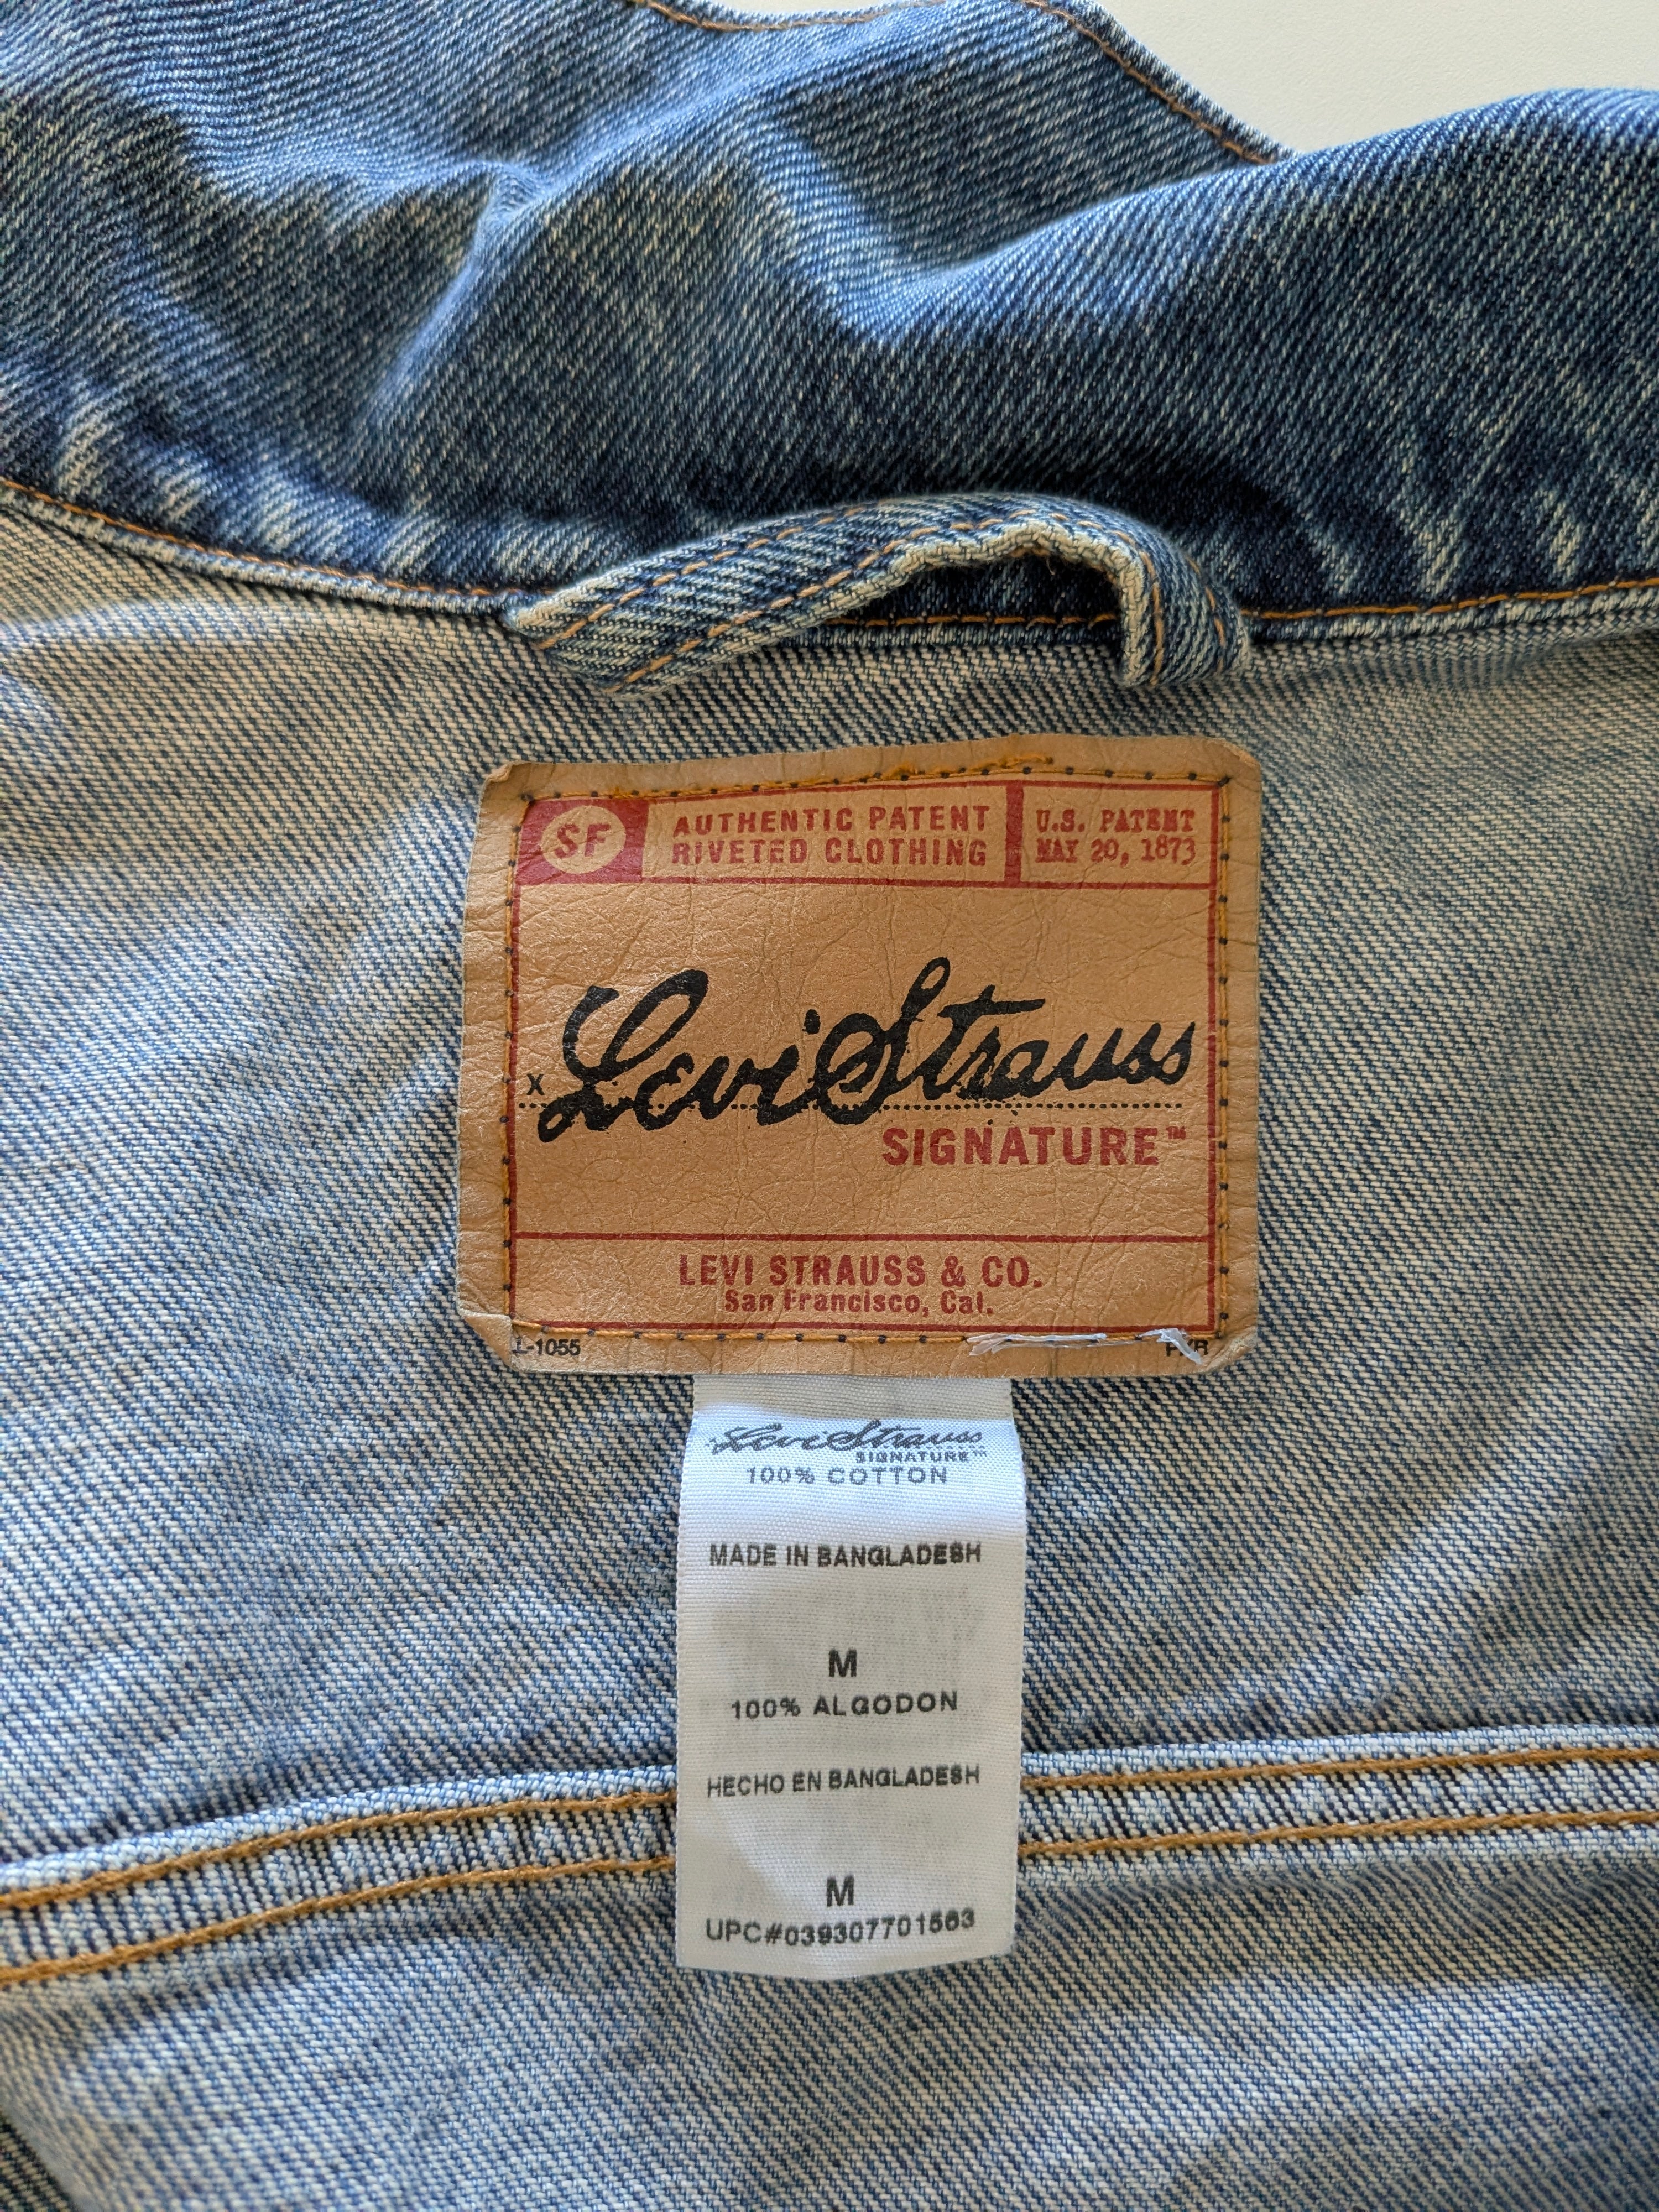 SF
AUTHENTIC PATENT
RIVETED CLOTHING
U.S. PATENT
MAY 20, 1873
X Levi Strauss
SIGNATURE™
LEVI STRAUSS & CO.
San Francisco, Cal.
L-1055
Levi Strauss
SIGNATURE™
100% COTTON
MADE IN BANGLADESH
M
100% ALGODON
HECHO EN BANGLADESH
M
UPC#039307701563